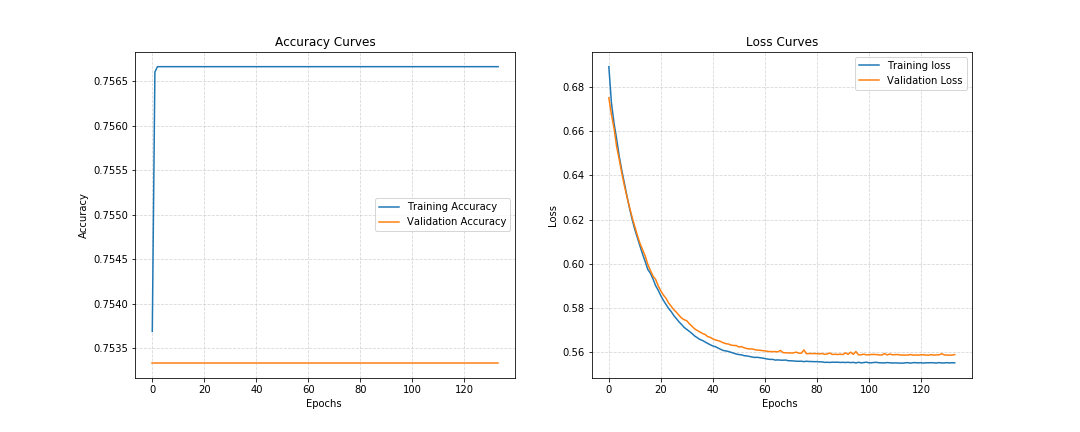 Accuracy Curves
0.7565
0.7560
0.7555
0.7550
0.7545
0.7540
0.7535
Accuracy
Training Accuracy
Validation Accuracy
0 20 40 60 80 100 120
Epochs
Loss Curves
0.68
0.66
0.64
0.62
0.60
0.58
0.56
Loss
Training loss
Validation Loss
0 20 40 60 80 100 120
Epochs